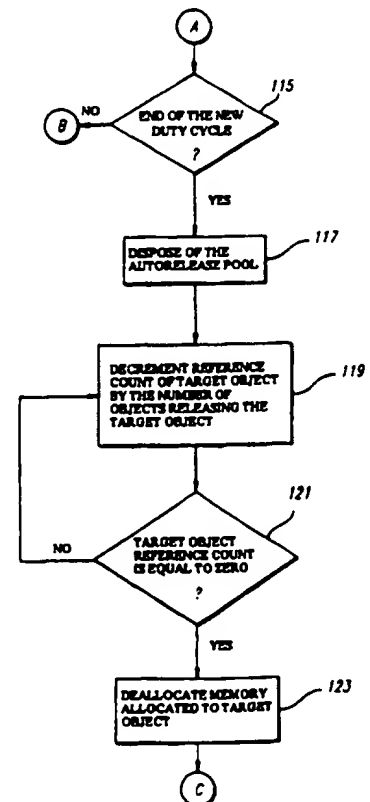 A
115
END OF THE NEW
DUTY CYCLE
?
NO
B
YES
DISPOSE OF THE
AUTORELEASE POOL
117
DECREMENT REFERENCE
COUNT OF TARGET OBJECT
BY THE NUMBER OF
OBJECTS RELEASING THE
TARGET OBJECT
119
121
TARGET OBJECT
REFERENCE COUNT
IS EQUAL TO ZERO
?
NO
YES
DEALLOCATE MEMORY
ALLOCATED TO TARGET
OBJECT
123
C